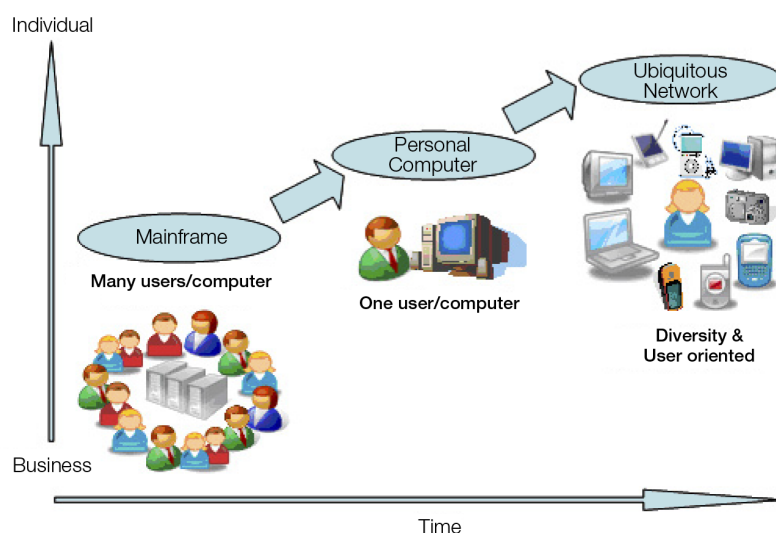 Individual
Ubiquitous
Network
Personal
Computer
Mainframe
Many users/computer
One user/computer
Diversity &
User oriented
Business
Time